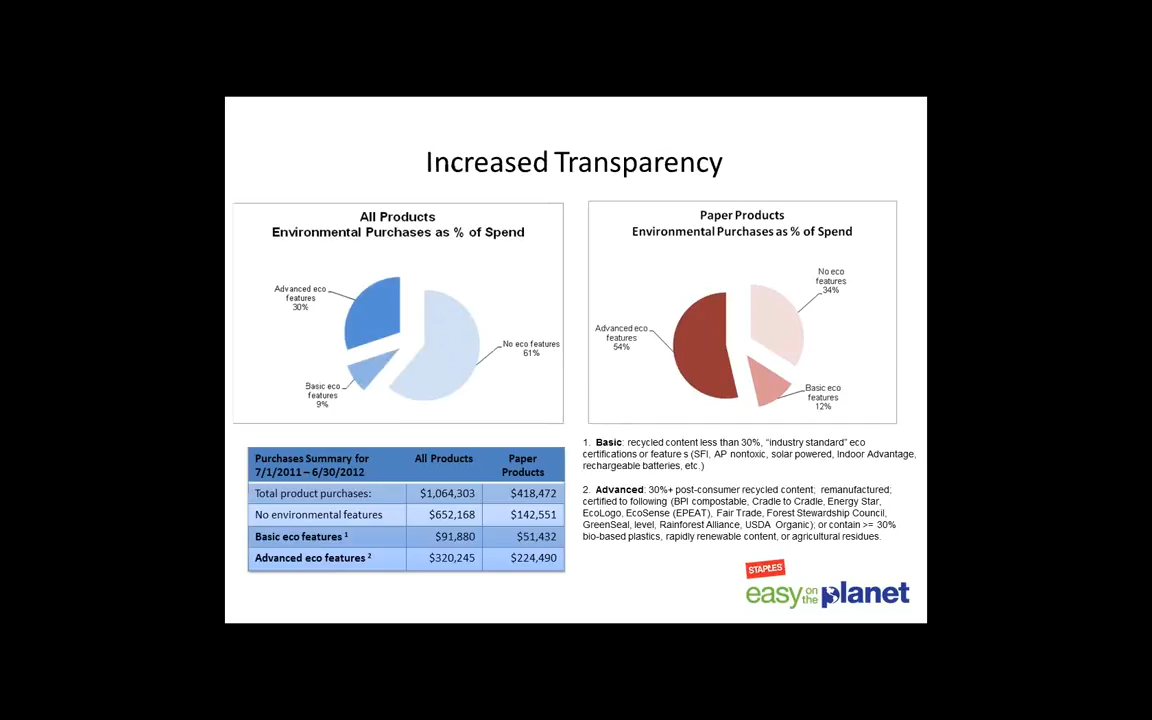 Increased Transparency
All Products
Environmental Purchases as % of Spend
Advanced eco
features
30%
No eco features
61%
Basic eco
features
9%
Paper Products
Environmental Purchases as % of Spend
No eco
features
34%
Advanced eco
features
54%
Basic eco
features
12%
Purchases Summary for All Products Paper
7/1/2011 – 6/30/2012 Products
Total product purchases: $1,064,303 $418,472
No environmental features $652,168 $142,551
Basic eco features 1 $91,880 $51,432
Advanced eco features 2 $320,245 $224,490
1. Basic: recycled content less than 30%, “industry standard” eco
certifications or feature s (SFI, AP nontoxic, solar powered, Indoor Advantage,
rechargeable batteries, etc.)
2. Advanced: 30%+ post-consumer recycled content; remanufactured;
certified to following (BPI compostable, Cradle to Cradle, Energy Star,
EcoLogo, EcoSense (EPEAT), Fair Trade, Forest Stewardship Council,
GreenSeal, level, Rainforest Alliance, USDA Organic); or contain >= 30%
bio-based plastics, rapidly renewable content, or agricultural residues.
STAPLES
easy on the planet